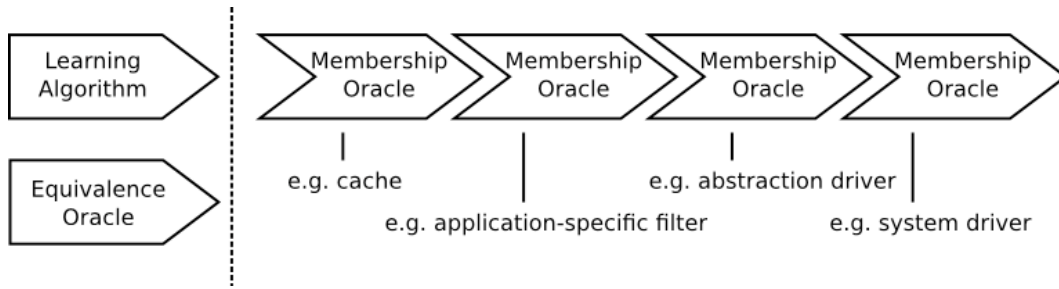 Learning
Algorithm
Membership
Oracle
Membership
Oracle
Membership
Oracle
Membership
Oracle
Equivalence
Oracle
e.g. cache
e.g. abstraction driver
e.g. application-specific filter
e.g. system driver